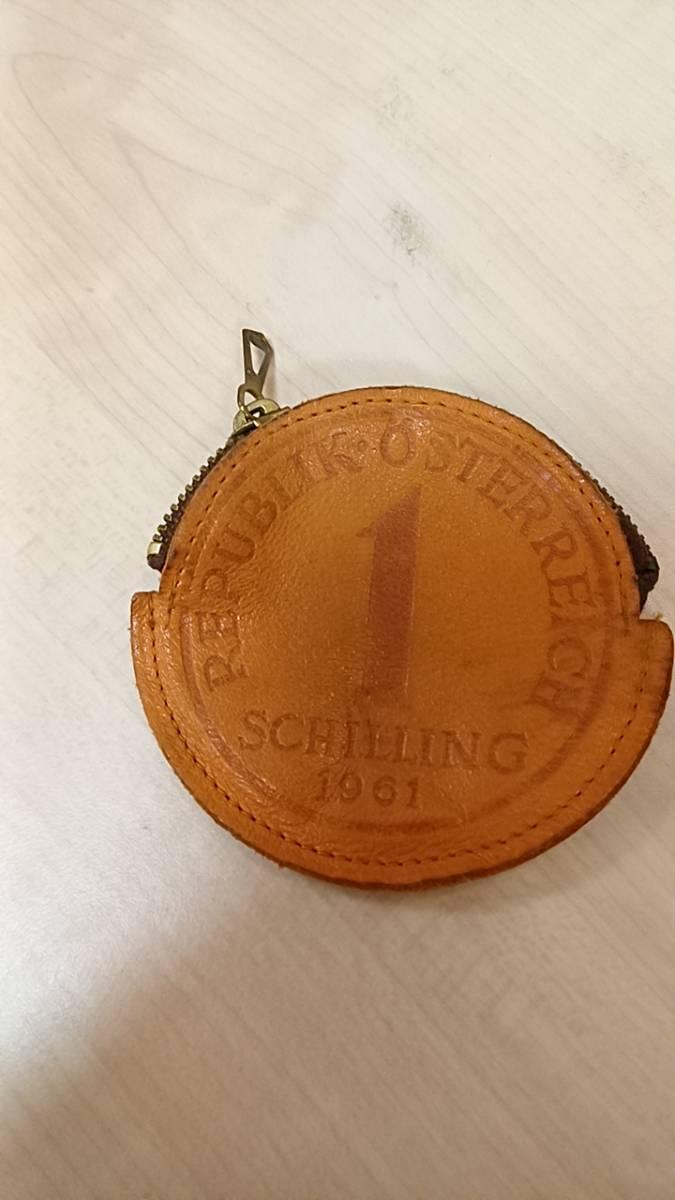 REPUBLIK · ÖSTERREICH
1
SCHILLING
1961